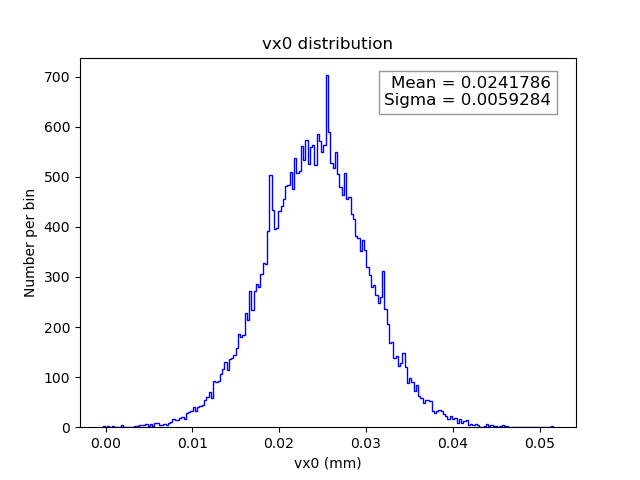 vx0 distribution
Mean = 0.0241786
Sigma = 0.0059284
Number per bin
700
600
500
400
300
200
100
0
0.00 0.01 0.02 0.03 0.04 0.05
vx0 (mm)